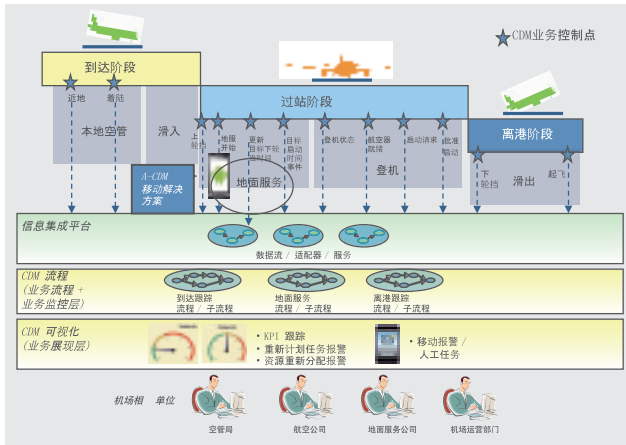 CDM业务控制点
到达阶段
近地
着陆
本地空管
滑入
过站阶段
上
轮挡
地服
开始
更新
目标下轮
挡时间
目标
启动
时间
事件
登机状态
航空器
就绪
启动请求
批准
启动
离港阶段
地面服务
登机
下
轮挡
滑出
起飞
A-CDM
移动解决
方案
信息集成平台
数据流 / 适配器 / 服务
CDM 流程
(业务流程 +
业务监控层)
到达跟踪
流程 / 子流程
地面服务
流程 / 子流程
离港跟踪
流程 / 子流程
CDM 可视化
(业务展现层)
• KPI 跟踪
• 重新计划任务报警
• 资源重新分配报警
• 移动报警 /
人工任务
机场相 单位
空管局
航空公司
地面服务公司
机场运营部门